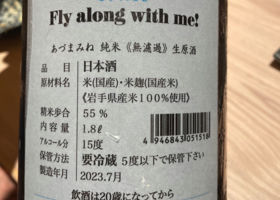 Fly along with me!
あづまみね 純米 《無濾過》 生原酒
品目 日本酒
原材料名 米(国産)・米麹(国産米)
《岩手県産米100%使用》
精米歩合 55%
内容量 1.8ℓ
アルコール分 15度
保管方法 要冷蔵 5度以下で保管下さい
製造年月 2023.7月
4946843051518
飲酒は20歳になってから